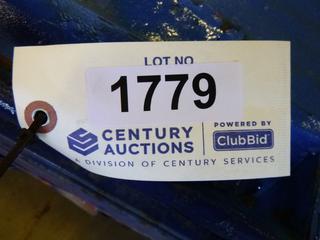 LOT NO
1779
CENTURY
AUCTIONS
POWERED BY
ClubBid
A DIVISION OF CENTURY SERVICES